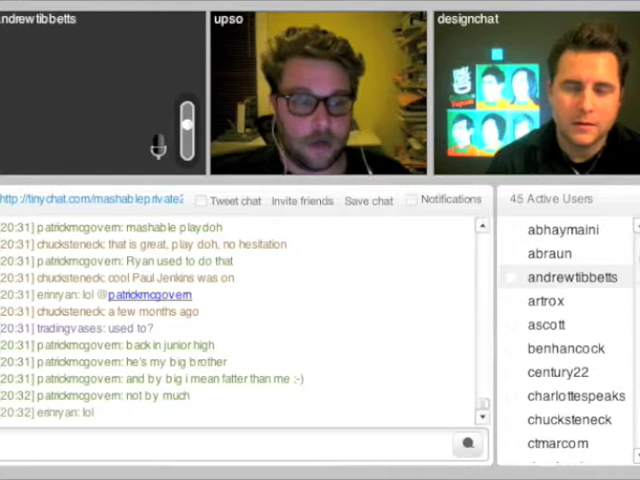 andrewtibbetts
upso
designchat
http://tinychat.com/mashableprivate2
Tweet chat
Invite friends
Save chat
Notifications
45 Active Users
[20:31] patrickmcgovern: mashable playdoh
[20:31] chucksteneck: that is great, play doh, no hesitation
[20:31] patrickmcgovern: Ryan used to do that
[20:31] chucksteneck: cool Paul Jenkins was on
[20:31] erinryan: lol @patrickmcgovern
[20:31] chucksteneck: a few months ago
[20:31] tradingvases: used to?
[20:31] patrickmcgovern: back in junior high
[20:31] patrickmcgovern: he's my big brother
[20:31] patrickmcgovern: and by big i mean fatter than me ;-)
[20:32] patrickmcgovern: not by much
[20:32] erinryan: lol
abhaymaini
abraun
andrewtibbetts
artrox
ascott
benhancock
century22
charlottespeaks
chucksteneck
ctmarcom